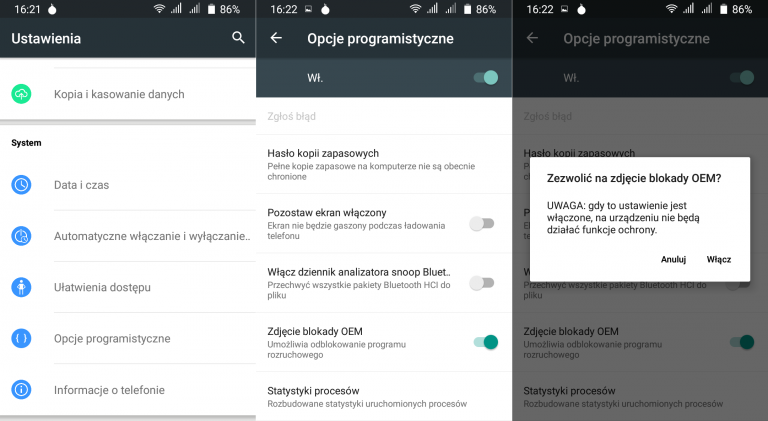 16:21
86%
Ustawienia
Kopia i kasowanie danych
System
Data i czas
Automatyczne włączanie i wyłączanie..
Ułatwienia dostępu
Opcje programistyczne
Informacje o telefonie
16:22
86%
Opcje programistyczne
Wł.
Zgłoś błąd
Hasło kopii zapasowych
Pełne kopie zapasowe na komputerze nie są obecnie
chronione
Pozostaw ekran włączony
Ekran nie będzie gaszony podczas ładowania
telefonu
Włącz dziennik analizatora snoop Bluet..
Przechwyć wszystkie pakiety Bluetooth HCI do
pliku
Zdjęcie blokady OEM
Umożliwia odblokowanie programu
rozruchowego
Statystyki procesów
Rozbudowane statystyki uruchomionych procesów
16:22
86%
Opcje programistyczne
Wł.
Zgłoś błąd
Hasło kopii zapasowych
Zezwolić na zdjęcie blokady OEM?
UWAGA: gdy to ustawienie jest
włączone, na urządzeniu nie będą
działać funkcje ochrony.
Anuluj
Włącz
Przechwyć wszystkie pakiety Bluetooth HCI do
pliku
Zdjęcie blokady OEM
Umożliwia odblokowanie programu
rozruchowego
Statystyki procesów
Rozbudowane statystyki uruchomionych procesów